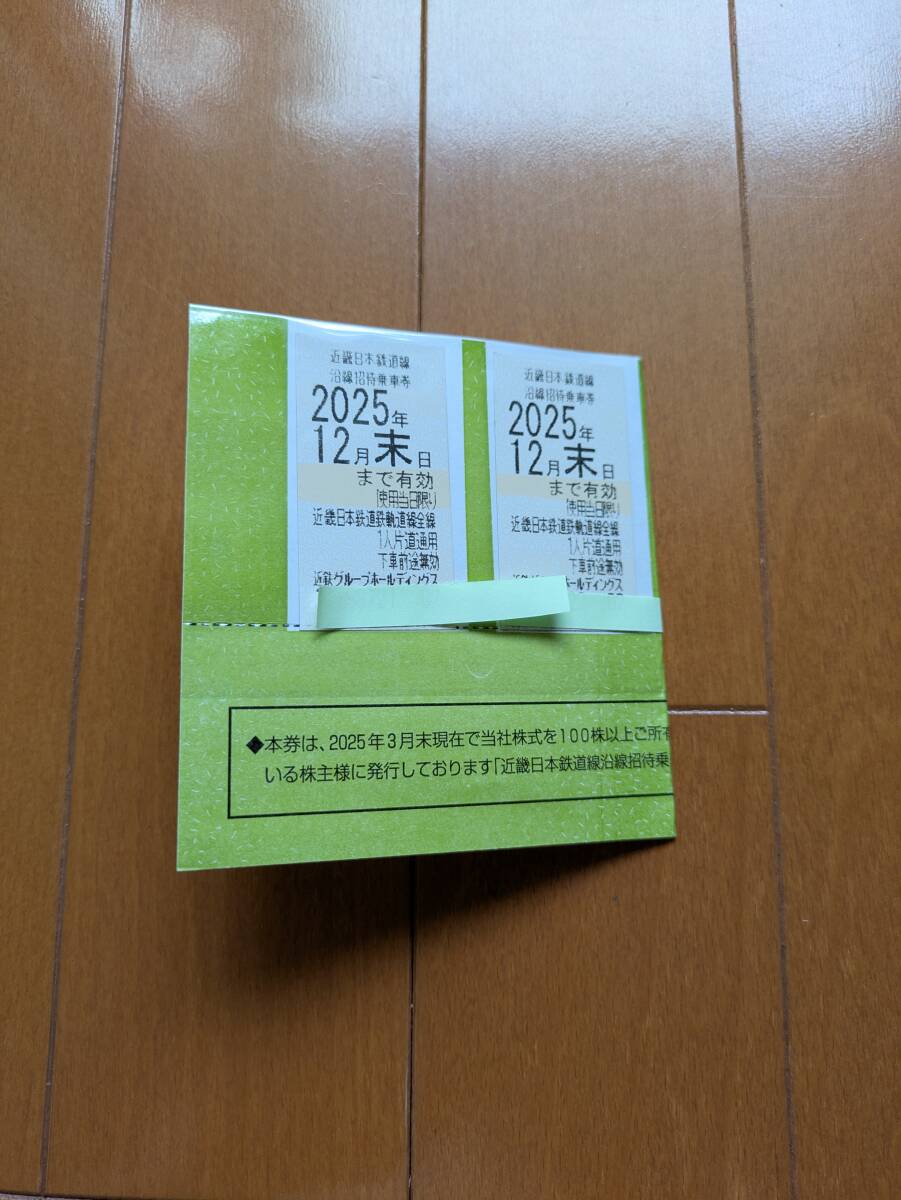 近畿日本鉄道線
沿線招待乗車券
2025年
12月末日
まで有効
(使用当日限り)
近畿日本鉄道鉄軌道線全線
1人片道通用
下車前途無効
近鉄グループホールディングス
近畿日本鉄道線
沿線招待乗車券
2025年
12月末日
まで有効
(使用当日限り)
近畿日本鉄道鉄軌道線全線
1人片道通用
下車前途無効
ホールディングス
◆本券は、2025年3月末現在で当社株式を100株以上ご所有
いる株主様に発行しております「近畿日本鉄道線沿線招待乗